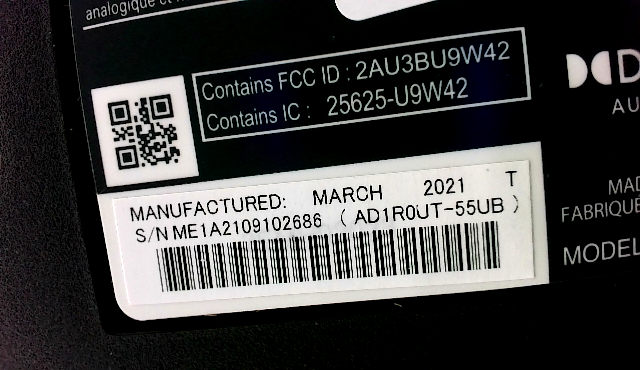 analogique et
Contains FCC ID : 2AU3BU9W42
Contains IC : 25625-U9W42
MANUFACTURED: MARCH 2021 T
S/N ME1A2109102686 ( AD1R0UT-55UB )
AU
MAD
FABRIQUÉ
MODEL